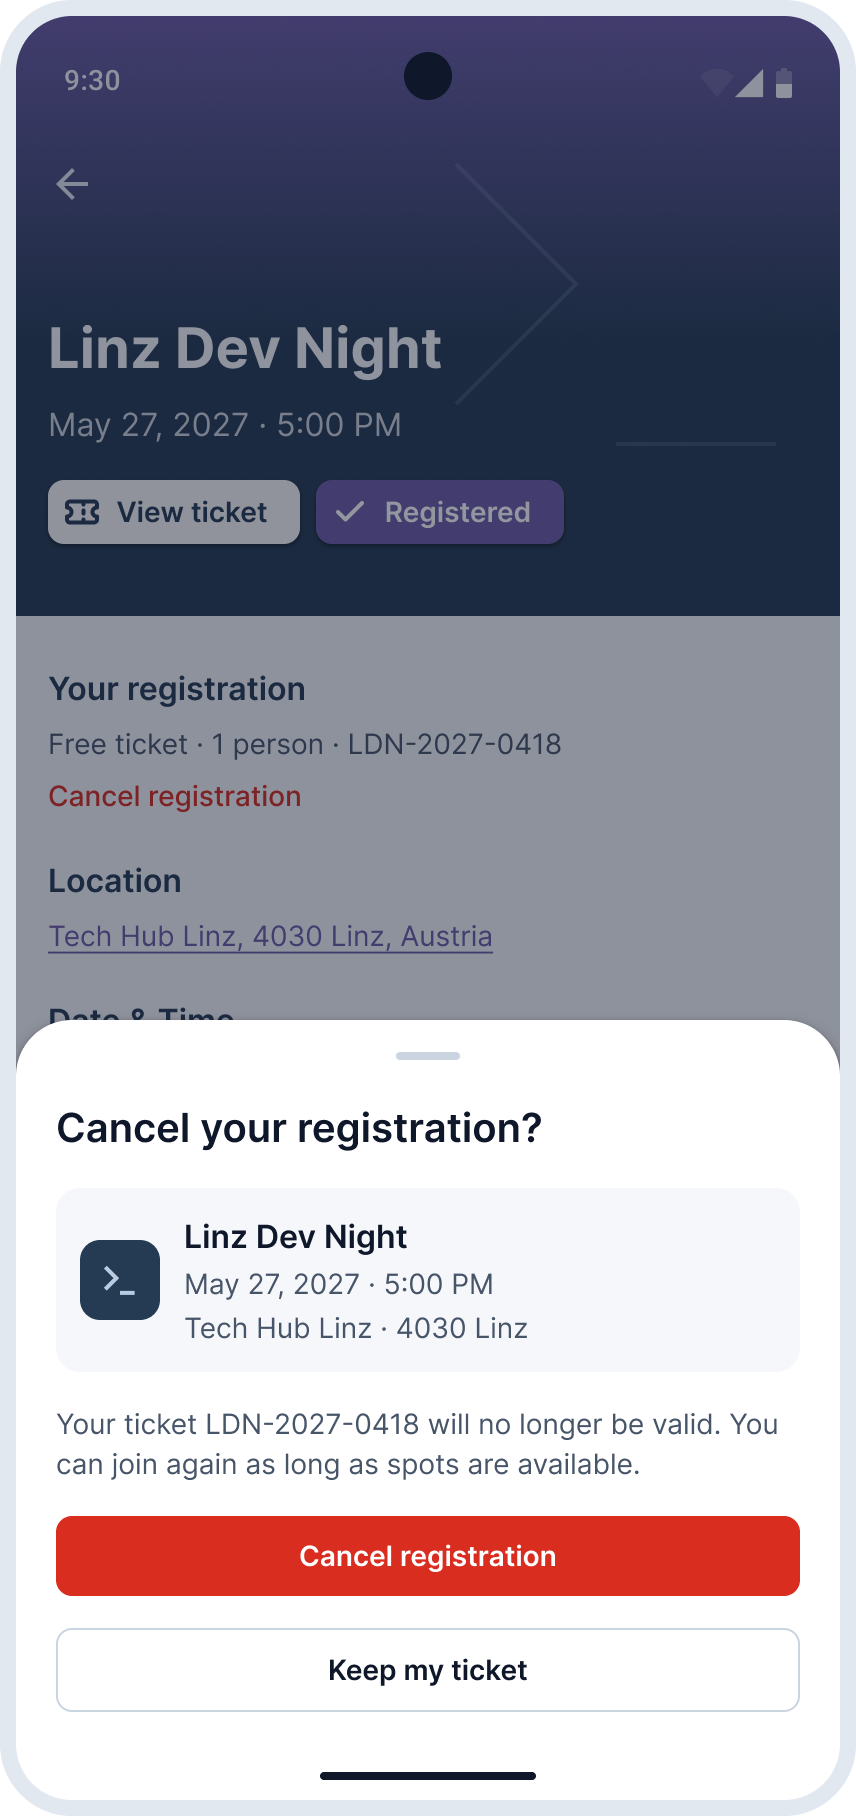 9:30
Linz Dev Night
May 27, 2027 · 5:00 PM
View ticket
Registered
Your registration
Free ticket · 1 person · LDN-2027-0418
Cancel registration
Location
Tech Hub Linz, 4030 Linz, Austria
Date & Time
Cancel your registration?
Linz Dev Night
May 27, 2027 · 5:00 PM
Tech Hub Linz · 4030 Linz
Your ticket LDN-2027-0418 will no longer be valid. You
can join again as long as spots are available.
Cancel registration
Keep my ticket